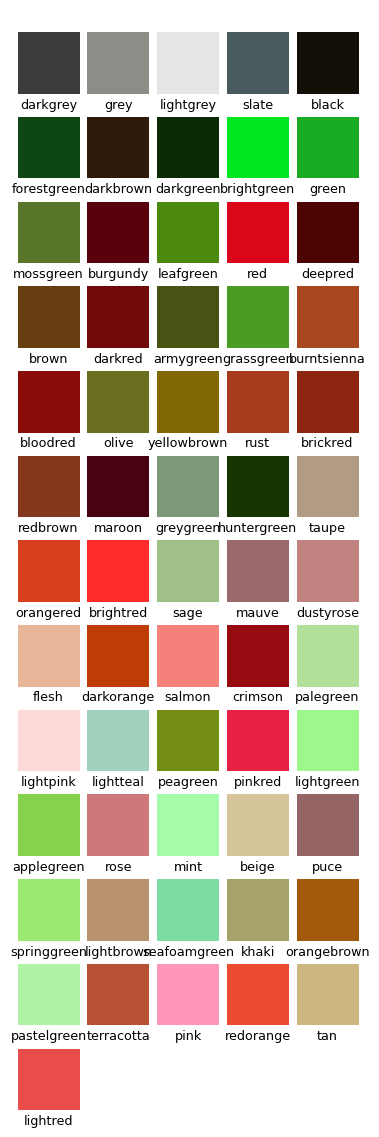 darkgrey grey lightgrey slate black
forestgreen darkbrown darkgreen brightgreen green
mossgreen burgundy leafgreen red deepred
brown darkred armygreen grassgreen burntsienna
bloodred olive yellowbrown rust brickred
redbrown maroon greygreen huntergreen taupe
orangered brightred sage mauve dustyrose
flesh darkorange salmon crimson palegreen
lightpink lightteal peagreen pinkred lightgreen
applegreen rose mint beige puce
springgreen lightbrown seafoamgreen khaki orangebrown
pastelgreen terracotta pink redorange tan
lightred